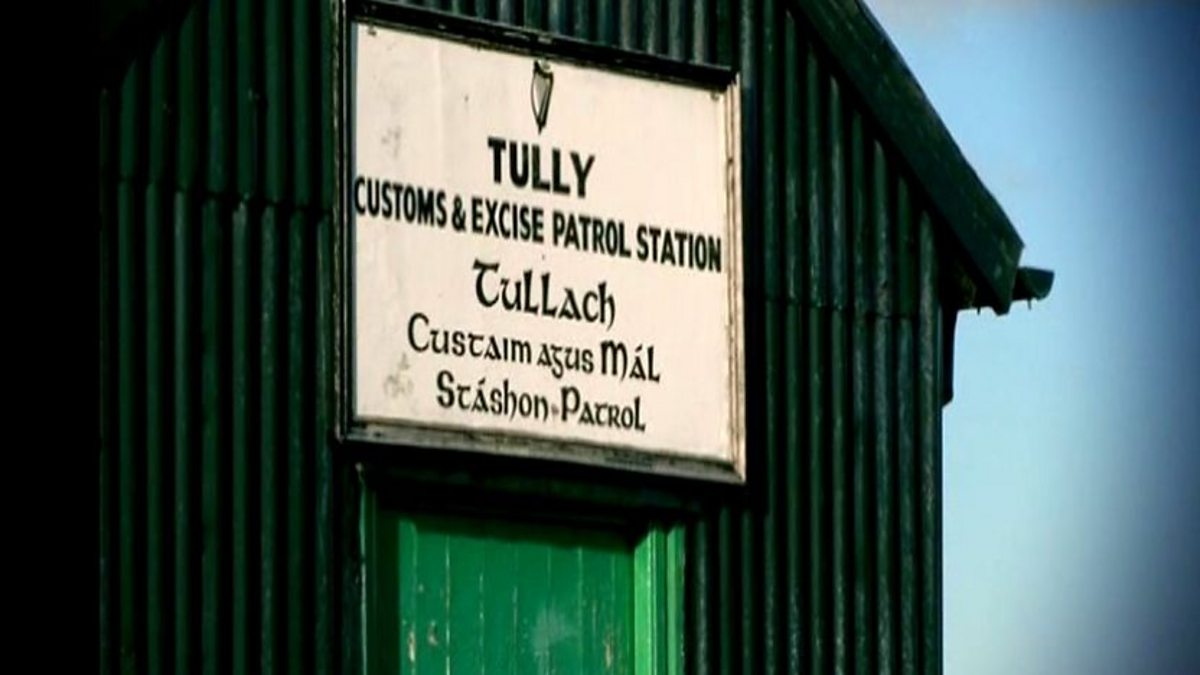 TULLY
CUSTOMS & EXCISE PATROL STATION
Tullach
Custaim agus Mál
Stáshon-Patrol